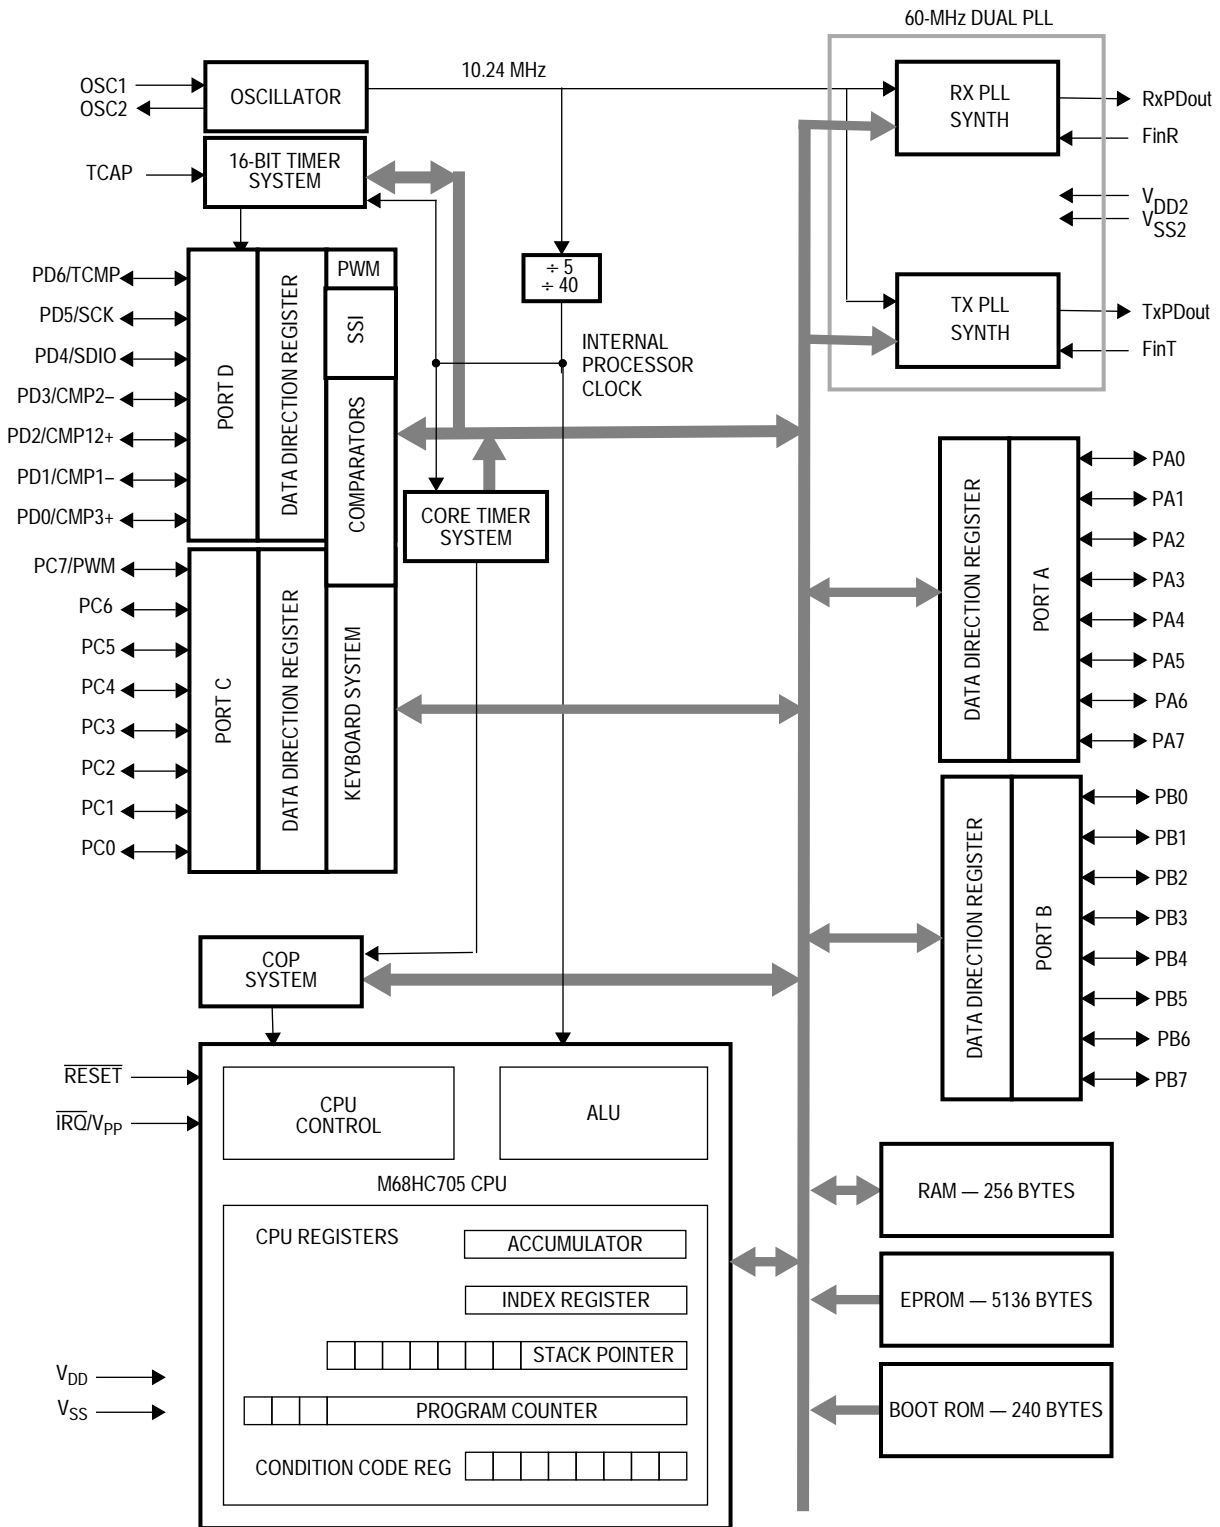 60-MHz DUAL PLL
OSC1
OSC2
OSCILLATOR
10.24 MHz
RX PLL
SYNTH
RxPDout
FinR
TCAP
16-BIT TIMER
SYSTEM
VDD2
VSS2
÷ 5
÷ 40
TX PLL
SYNTH
TxPDout
FinT
INTERNAL
PROCESSOR
CLOCK
PD6/TCMP
PD5/SCK
PD4/SDIO
PD3/CMP2–
PD2/CMP12+
PD1/CMP1–
PD0/CMP3+
PORT D
DATA DIRECTION REGISTER
PWM
SSI
COMPARATORS
CORE TIMER
SYSTEM
PC7/PWM
PC6
PC5
PC4
PC3
PC2
PC1
PC0
PORT C
DATA DIRECTION REGISTER
KEYBOARD SYSTEM
DATA DIRECTION REGISTER
PORT A
PA0
PA1
PA2
PA3
PA4
PA5
PA6
PA7
DATA DIRECTION REGISTER
PORT B
PB0
PB1
PB2
PB3
PB4
PB5
PB6
PB7
COP
SYSTEM
RESET
IRQ/VPP
CPU
CONTROL
ALU
M68HC705 CPU
CPU REGISTERS
ACCUMULATOR
INDEX REGISTER
STACK POINTER
PROGRAM COUNTER
CONDITION CODE REG
VDD
VSS
RAM — 256 BYTES
EPROM — 5136 BYTES
BOOT ROM — 240 BYTES